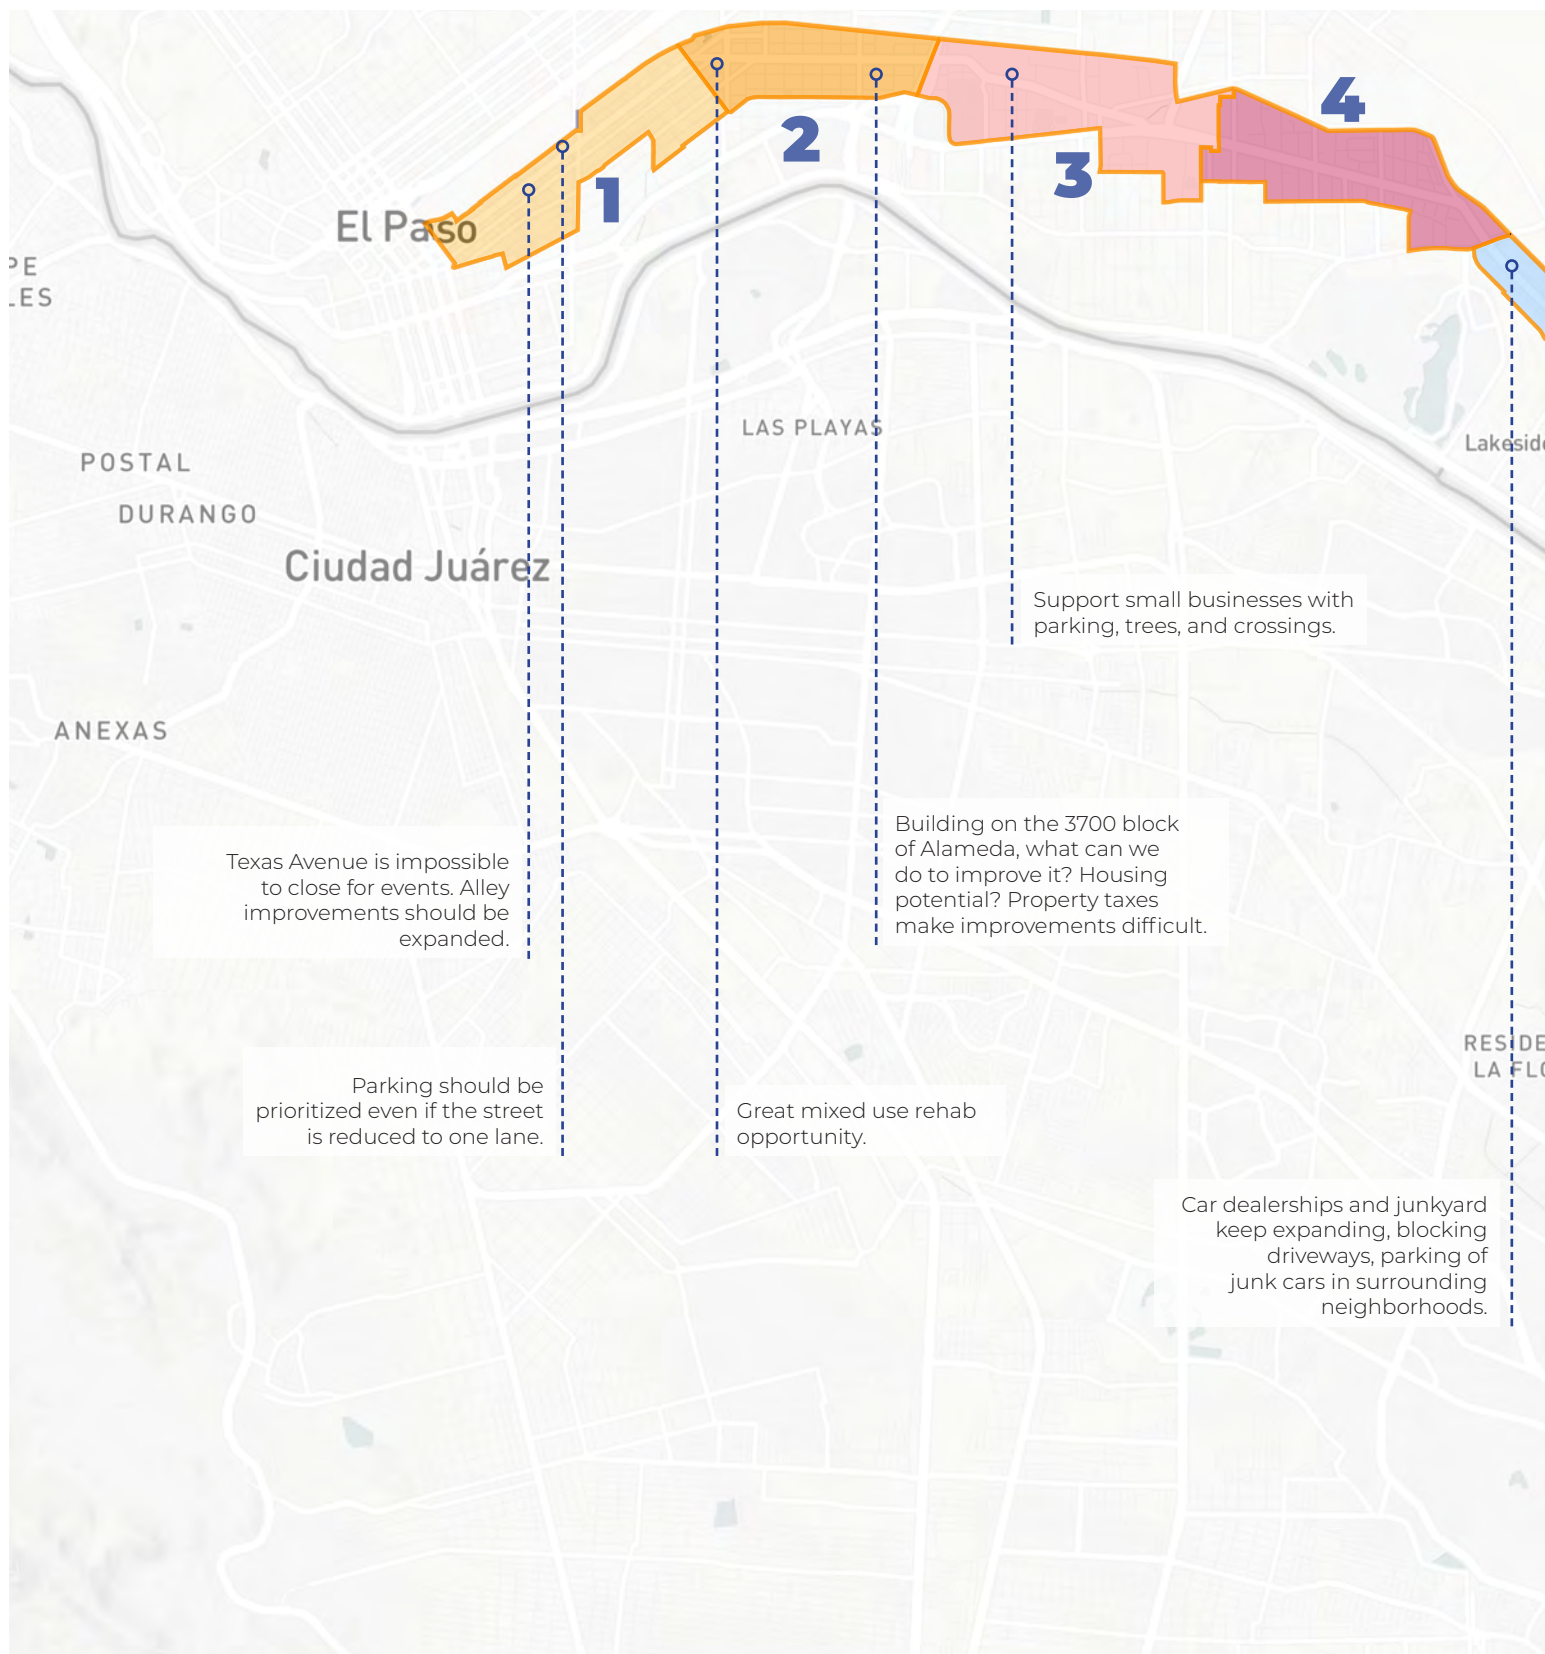 4
2
3
1
El Paso
PE
LES
LAS PLAYAS
Lakeside
POSTAL
DURANGO
Ciudad Juárez
Support small businesses with
parking, trees, and crossings.
ANEXAS
Building on the 3700 block
of Alameda, what can we
do to improve it? Housing
potential? Property taxes
make improvements difficult.
Texas Avenue is impossible
to close for events. Alley
improvements should be
expanded.
RESIDE
LA FLO
Parking should be
prioritized even if the street
is reduced to one lane.
Great mixed use rehab
opportunity.
Car dealerships and junkyard
keep expanding, blocking
driveways, parking of
junk cars in surrounding
neighborhoods.